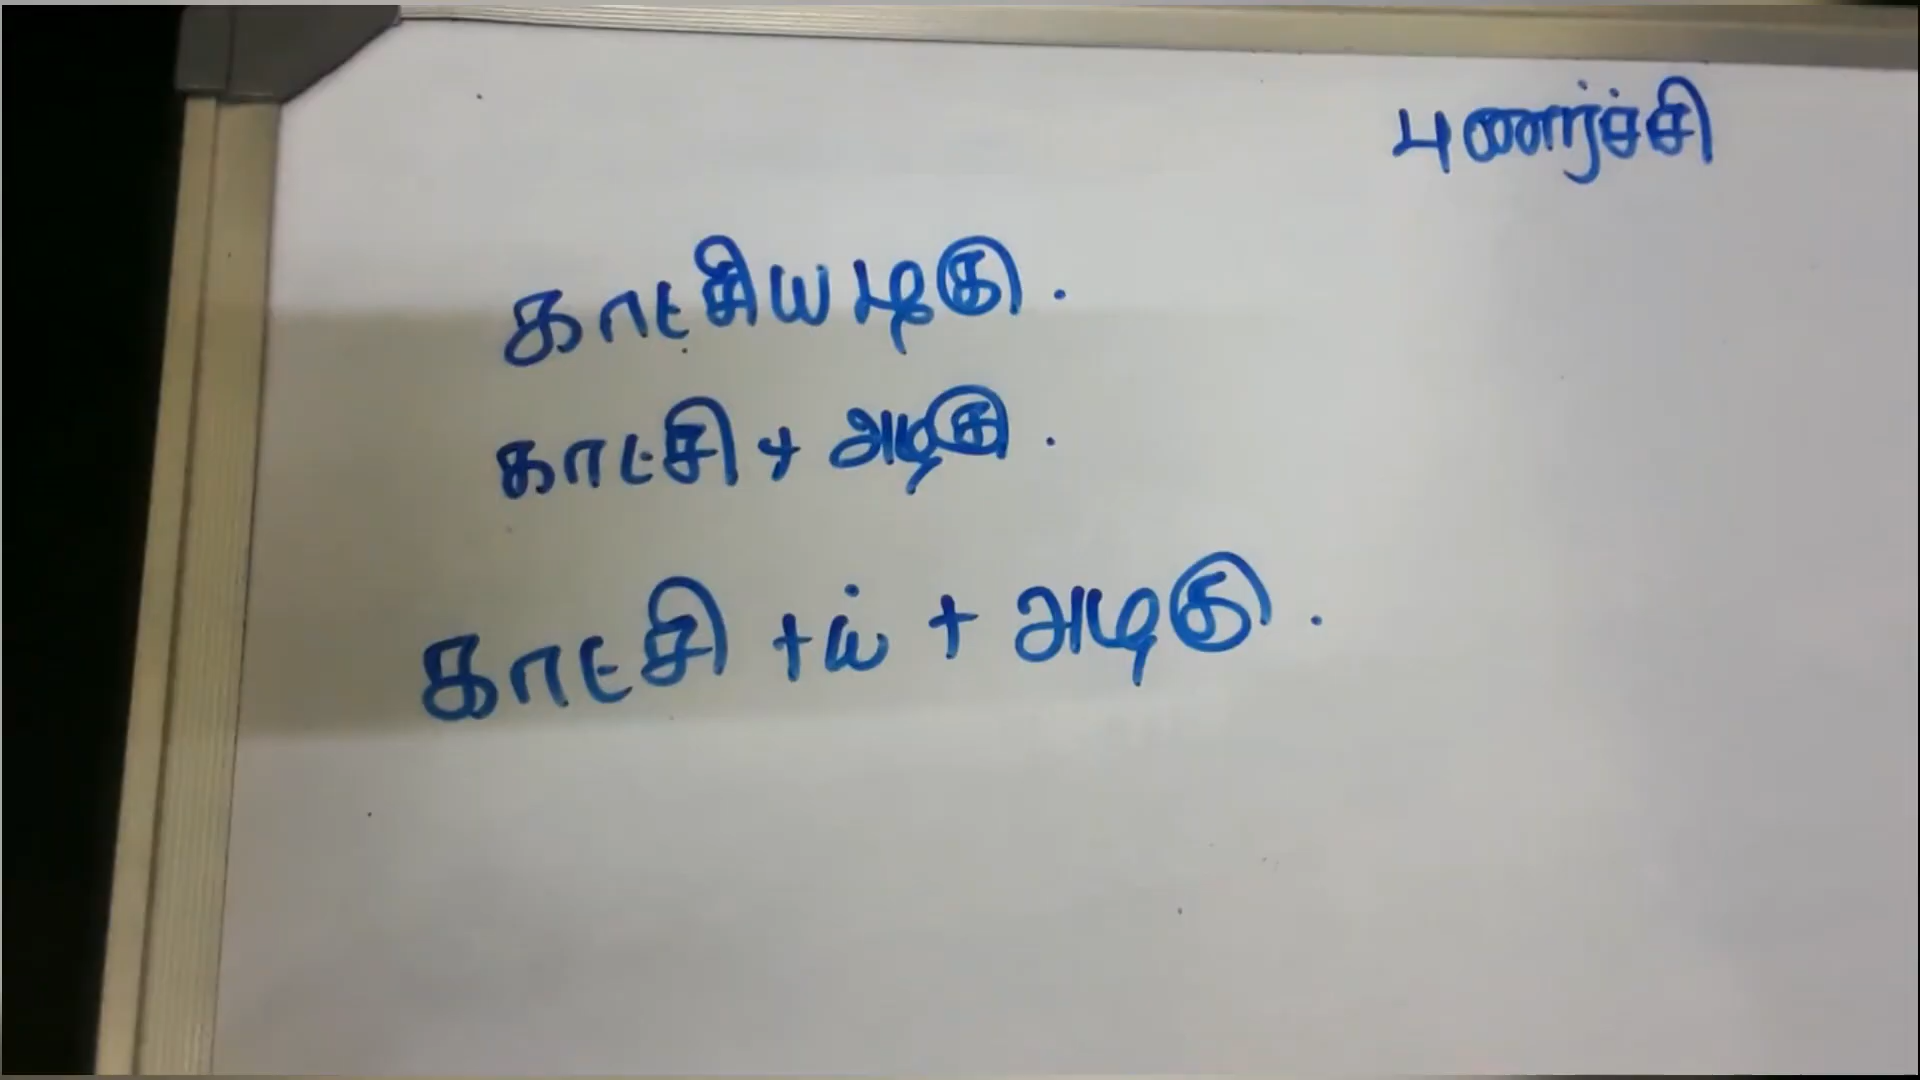 புணர்ச்சி
காட்சியழகு.
காட்சி + அழகு.
காட்சி + ய் + அழகு.